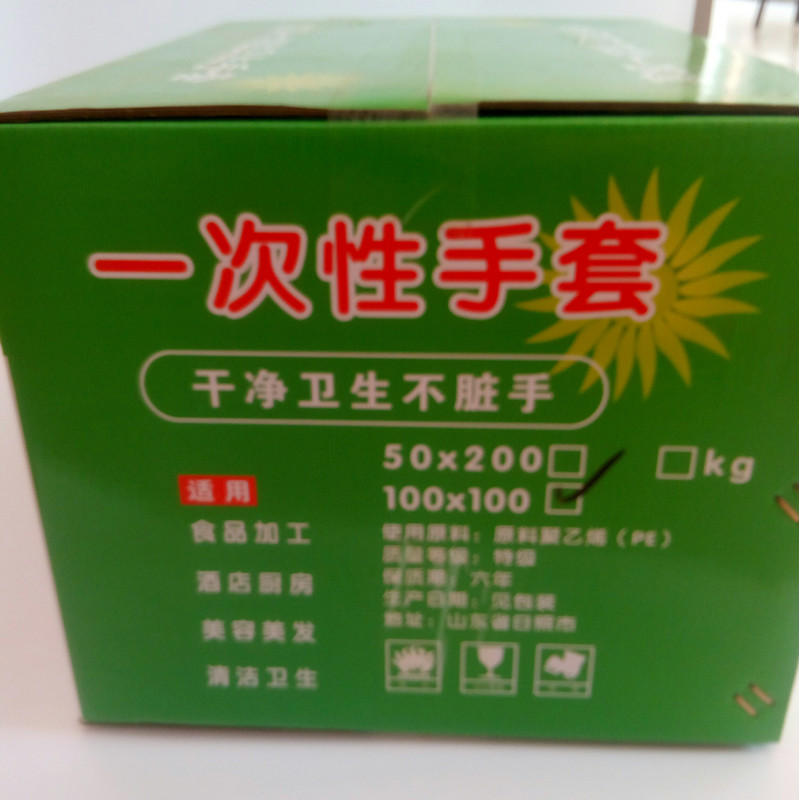 一次性手套
干净卫生不脏手
50x200
kg
适用
100x100
食品加工
酒店厨房
美容美发
清洁卫生
使用原料：原料聚乙烯（PE）
质量等级：特级
保质期：六年
生产日期：见包装
地址：山东省日照市